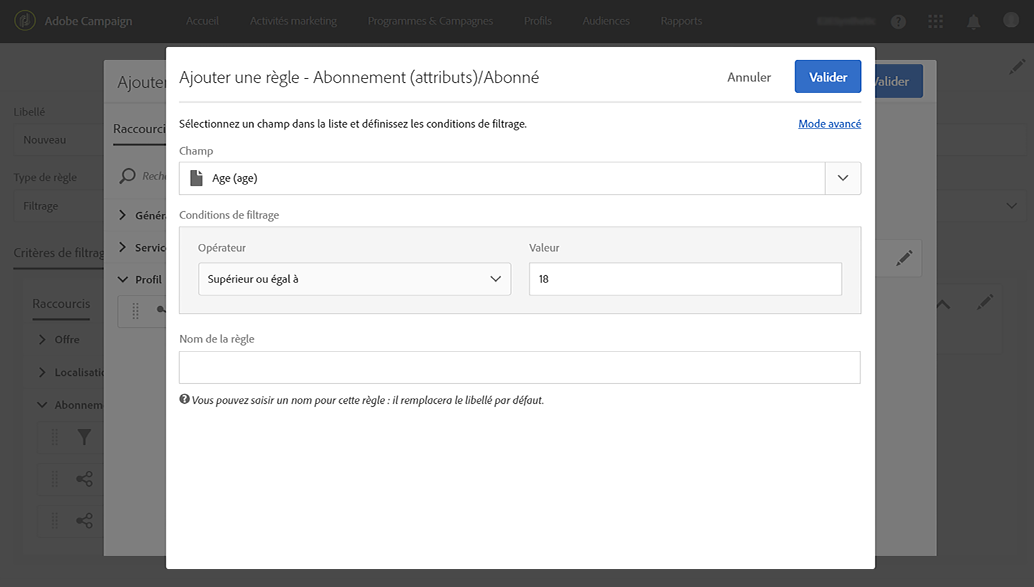 Adobe Campaign
Accueil
Activités marketing
Programmes & Campagnes
Profils
Audiences
Rapports
Ajouter
Valider
Libellé
Nouveau
Type de règle
Filtrage
Critères de filtrag
Raccourcis
Offre
Localisatio
Abonnem
Raccourci
Reche
Généra
Servic
Profil
Ajouter une règle - Abonnement (attributs)/Abonné
Annuler
Valider
Sélectionnez un champ dans la liste et définissez les conditions de filtrage.
Mode avancé
Champ
Age (age)
Conditions de filtrage
Opérateur
Valeur
Supérieur ou égal à
18
Nom de la règle
Vous pouvez saisir un nom pour cette règle : il remplacera le libellé par défaut.